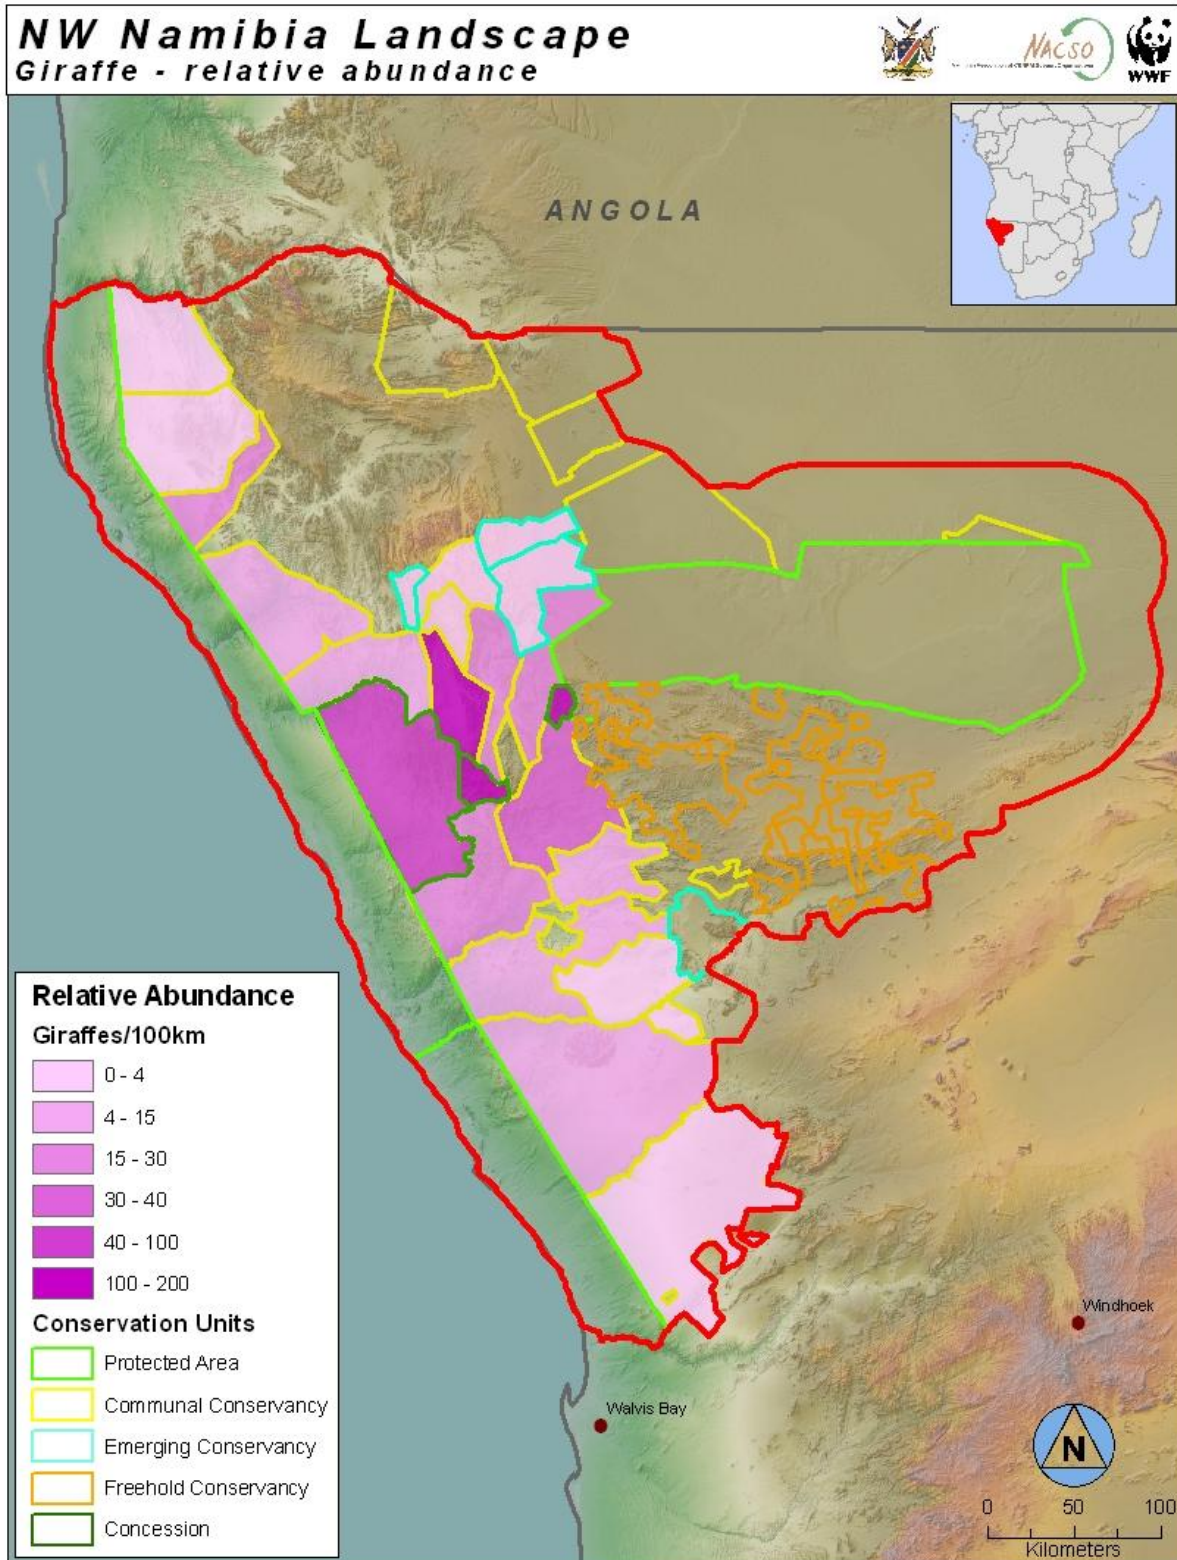 NW Namibia Landscape
Giraffe - relative abundance
NACSO
WWF
ANGOLA
Relative Abundance
Giraffes/100km
0 - 4
4 - 15
15 - 30
30 - 40
40 - 100
100 - 200
Conservation Units
Protected Area
Communal Conservancy
Emerging Conservancy
Freehold Conservancy
Concession
Windhoek
Walvis Bay
N
0 50 100
Kilometers